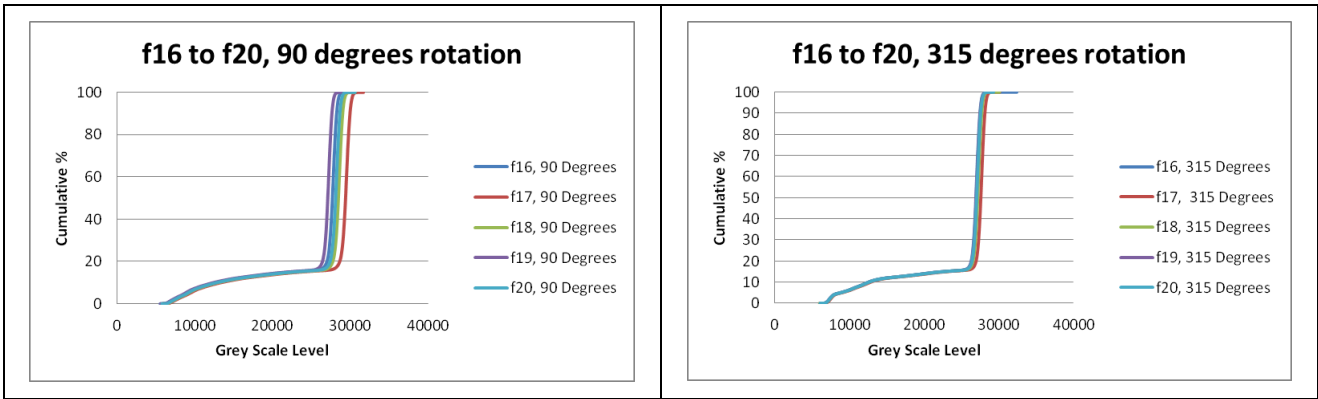 f16 to f20, 90 degrees rotation
100
80
60
40
20
0
Cumulative %
0 10000 20000 30000 40000
Grey Scale Level
f16, 90 Degrees
f17, 90 Degrees
f18, 90 Degrees
f19, 90 Degrees
f20, 90 Degrees
f16 to f20, 315 degrees rotation
100
90
80
70
60
50
40
30
20
10
0
Cumulative %
0 10000 20000 30000 40000
Grey Scale Level
f16, 315 Degrees
f17,  315 Degrees
f18, 315 Degrees
f19, 315 Degrees
f20, 315 Degrees